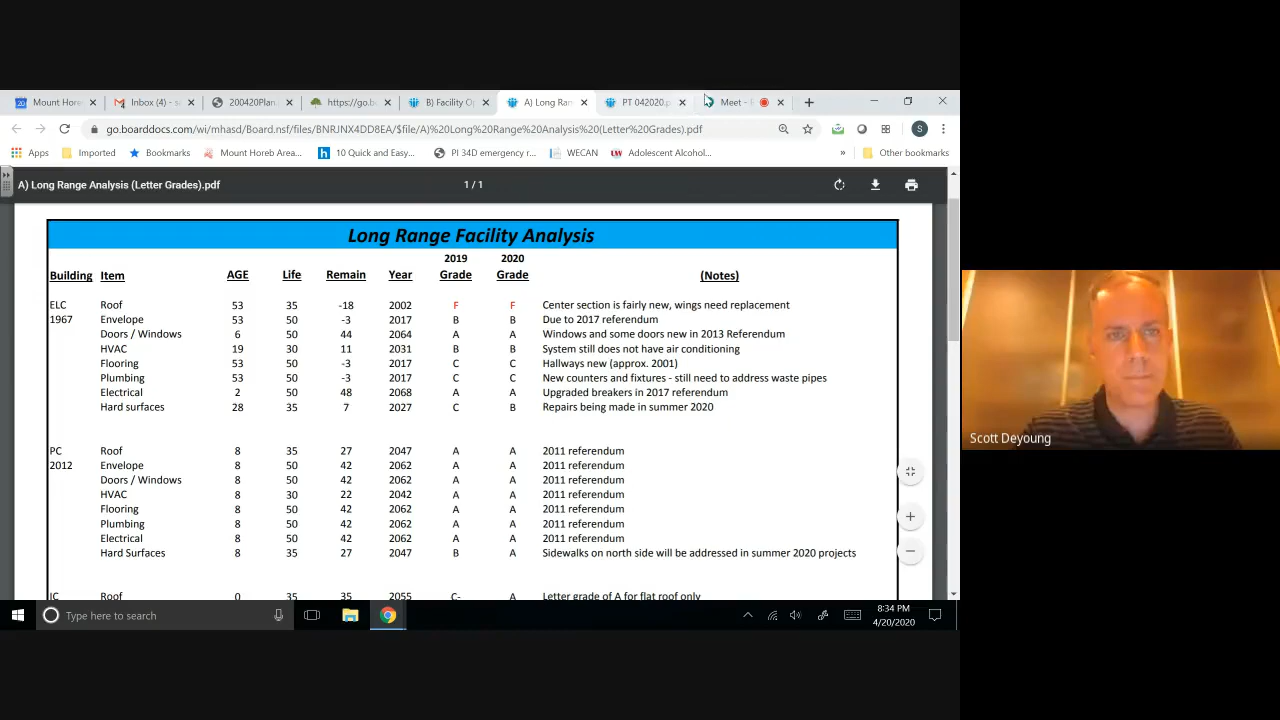 Mount Hore
Inbox (4) - s
200420Plan
https://go.b
B) Facility O
A) Long Ran
PT 042020.p
Meet -
go.boarddocs.com/wi/mhasd/Board.nsf/files/BNRJNX4DD8EA/$file/A)%20Long%20Range%20Analysis%20(Letter%20Grades).pdf
S
Apps Imported Bookmarks Mount Horeb Area... 10 Quick and Easy... PI 34D emergency r... WECAN Adolescent Alcohol... » Other bookmarks
A) Long Range Analysis (Letter Grades).pdf 1 / 1
Long Range Facility Analysis
2019 2020
Building Item AGE Life Remain Year Grade Grade (Notes)
ELC Roof 53 35 -18 2002 F F Center section is fairly new, wings need replacement
1967 Envelope 53 50 -3 2017 B B Due to 2017 referendum
Doors / Windows 6 50 44 2064 A A Windows and some doors new in 2013 Referendum
HVAC 19 30 11 2031 B B System still does not have air conditioning
Flooring 53 50 -3 2017 C C Hallways new (approx. 2001)
Plumbing 53 50 -3 2017 C C New counters and fixtures - still need to address waste pipes
Electrical 2 50 48 2068 A A Upgraded breakers in 2017 referendum
Hard surfaces 28 35 7 2027 C B Repairs being made in summer 2020
PC Roof 8 35 27 2047 A A 2011 referendum
2012 Envelope 8 50 42 2062 A A 2011 referendum
Doors / Windows 8 50 42 2062 A A 2011 referendum
HVAC 8 30 22 2042 A A 2011 referendum
Flooring 8 50 42 2062 A A 2011 referendum
Plumbing 8 50 42 2062 A A 2011 referendum
Electrical 8 50 42 2062 A A 2011 referendum
Hard Surfaces 8 35 27 2047 B A Sidewalks on north side will be addressed in summer 2020 projects
IC Roof 0 35 35 2055 C- A Letter grade of A for flat roof only
Scott Deyoung
Type here to search
8:34 PM
4/20/2020